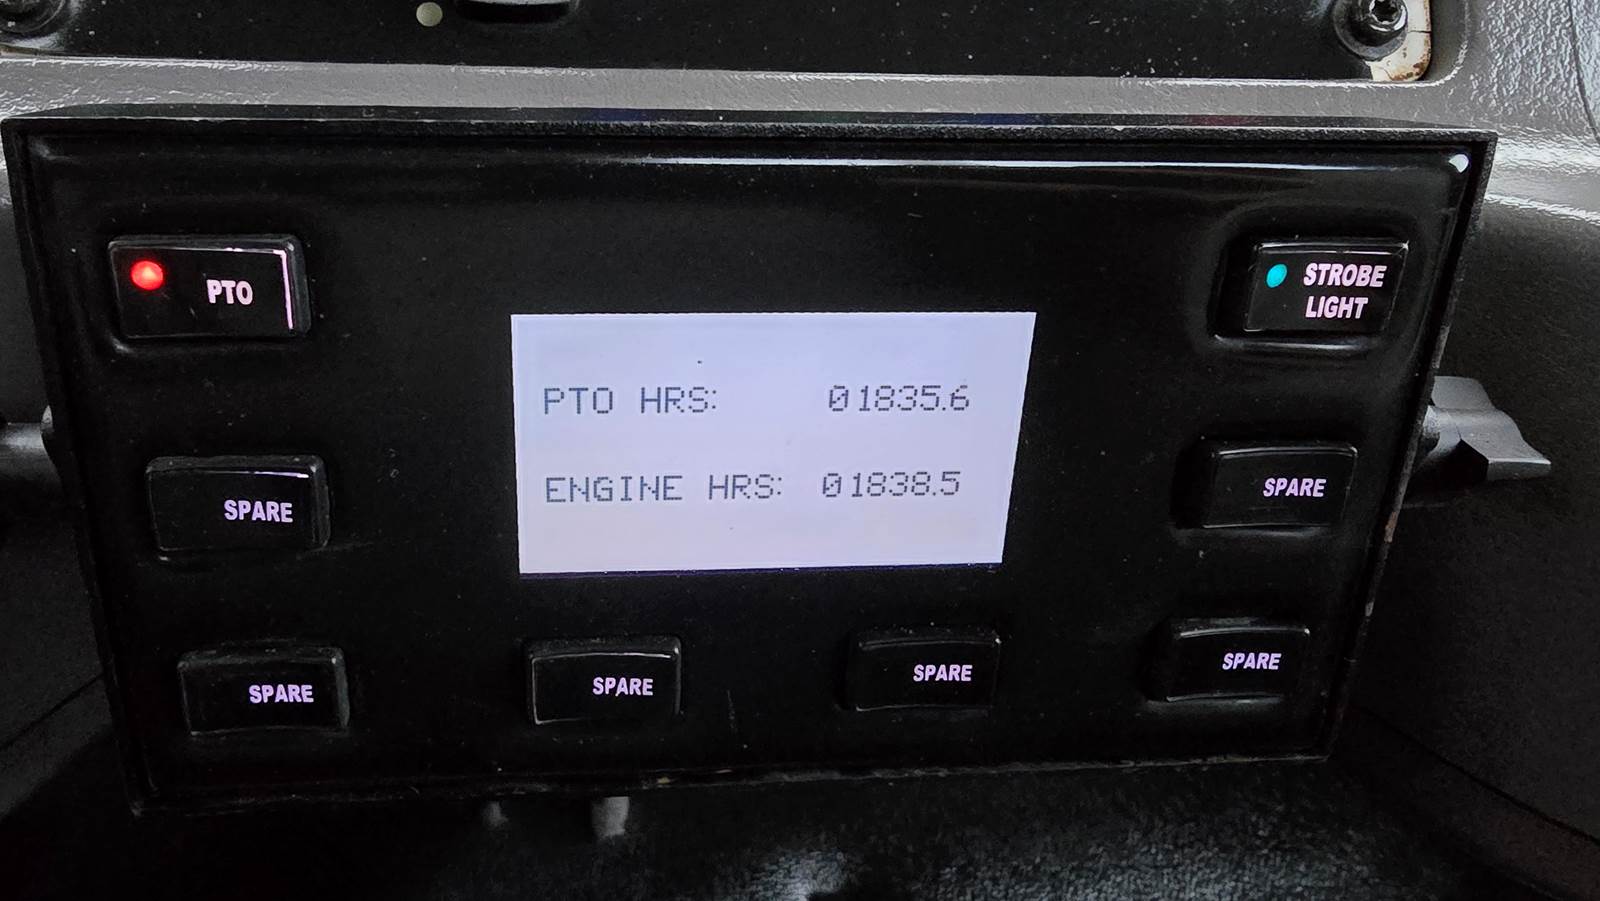 PTO
STROBE
LIGHT
PTO HRS: 01835.6
ENGINE HRS: 01838.5
SPARE
SPARE
SPARE
SPARE
SPARE
SPARE